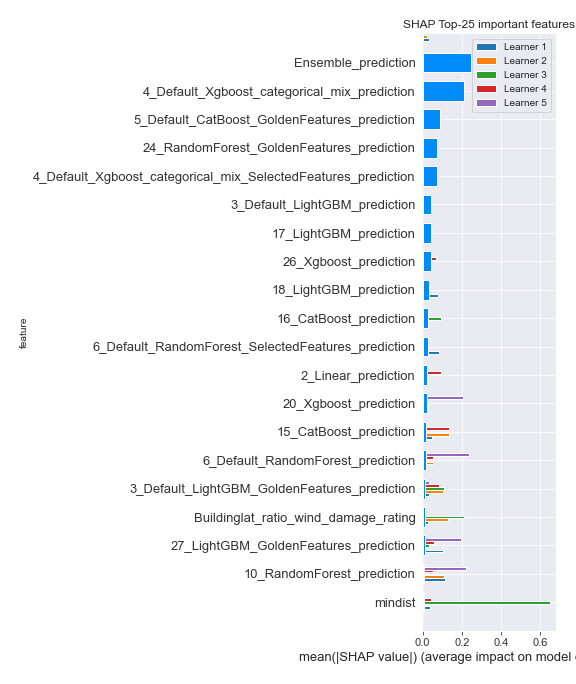 SHAP Top-25 important features
Learner 1
Learner 2
Learner 3
Learner 4
Learner 5
Ensemble_prediction
4_Default_Xgboost_categorical_mix_prediction
5_Default_CatBoost_GoldenFeatures_prediction
24_RandomForest_GoldenFeatures_prediction
4_Default_Xgboost_categorical_mix_SelectedFeatures_prediction
3_Default_LightGBM_prediction
17_LightGBM_prediction
26_Xgboost_prediction
18_LightGBM_prediction
16_CatBoost_prediction
6_Default_RandomForest_SelectedFeatures_prediction
2_Linear_prediction
20_Xgboost_prediction
15_CatBoost_prediction
6_Default_RandomForest_prediction
3_Default_LightGBM_GoldenFeatures_prediction
Buildinglat_ratio_wind_damage_rating
27_LightGBM_GoldenFeatures_prediction
10_RandomForest_prediction
mindist
feature
0.0 0.2 0.4 0.6
mean(|SHAP value|) (average impact on model